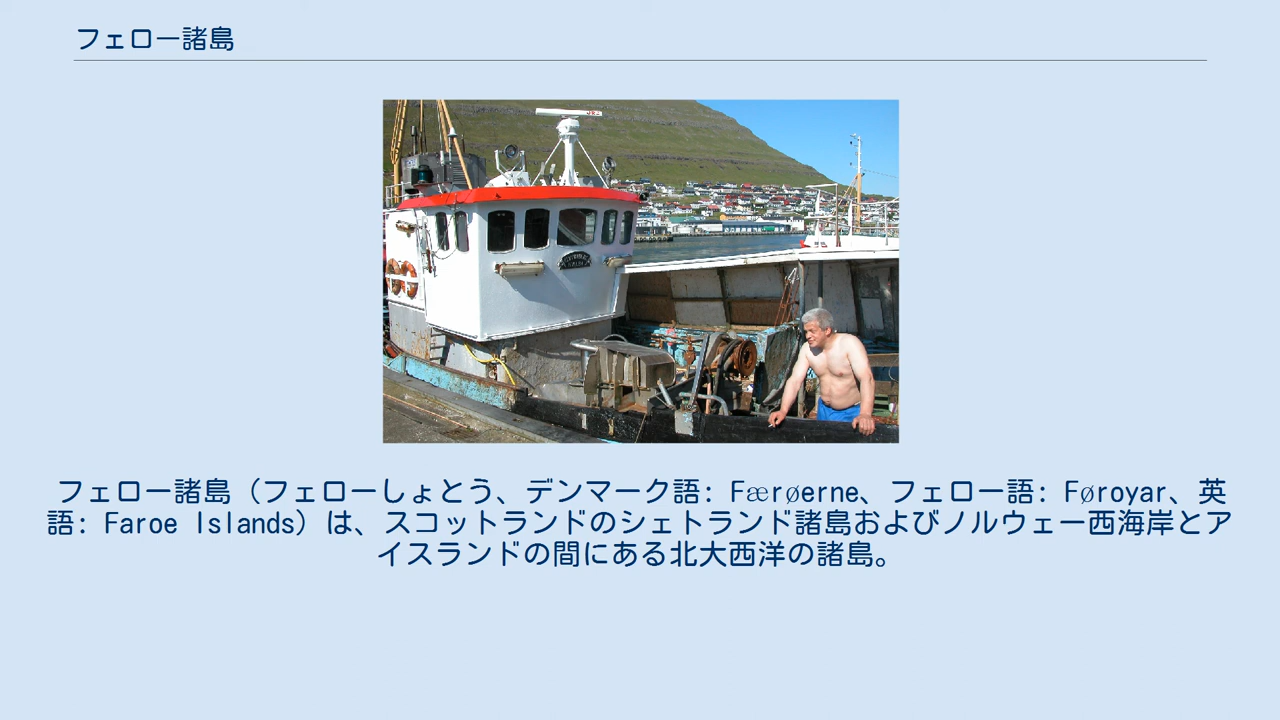 フェロー諸島
フェロー諸島（フェローしょとう、デンマーク語: Færøerne、フェロー語: Føroyar、英
語: Faroe Islands）は、スコットランドのシェトランド諸島およびノルウェー西海岸とア
イスランドの間にある北大西洋の諸島。